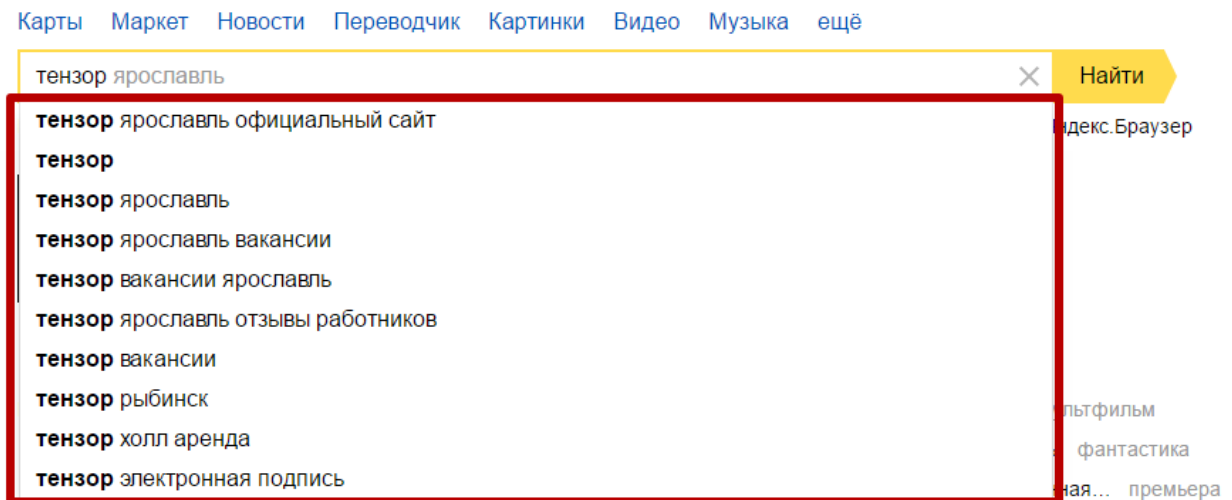 Карты Маркет Новости Переводчик Картинки Видео Музыка ещё
тензор ярославль Найти
тензор ярославль официальный сайт
тензор
тензор ярославль
тензор ярославль вакансии
тензор вакансии ярославль
тензор ярославль отзывы работников
тензор вакансии
тензор рыбинск
тензор холл аренда
тензор электронная подпись
ндекс.Браузер
льтфильм
фантастика
ная... премьера